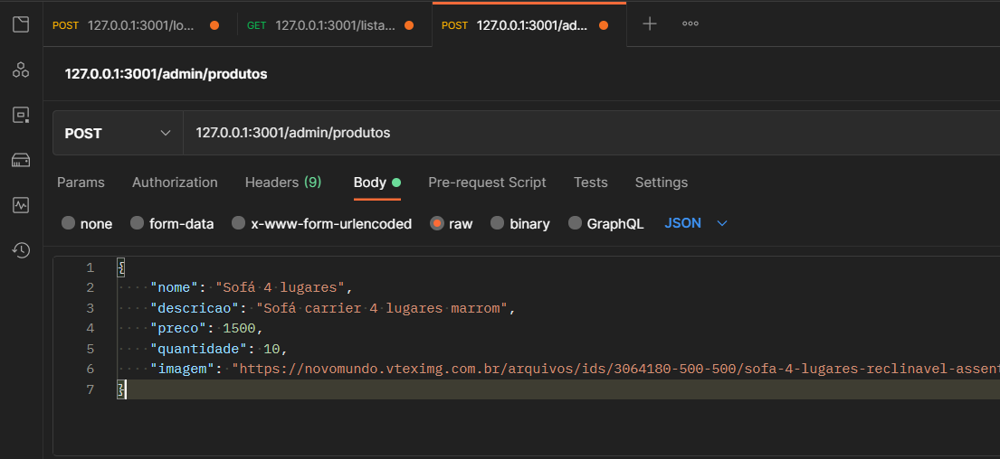 POST 127.0.0.1:3001/lo... GET 127.0.0.1:3001/lista... POST 127.0.0.1:3001/ad...
127.0.0.1:3001/admin/produtos
POST 127.0.0.1:3001/admin/produtos
Params Authorization Headers (9) Body Pre-request Script Tests Settings
none form-data x-www-form-urlencoded raw binary GraphQL JSON
1 {
2 "nome": "Sofá 4 lugares",
3 "descricao": "Sofá carrier 4 lugares marrom",
4 "preco": 1500,
5 "quantidade": 10,
6 "imagem": "https://novomundo.vteximg.com.br/arquivos/ids/3064180-500-500/sofa-4-lugares-reclinavel-assent
7 }